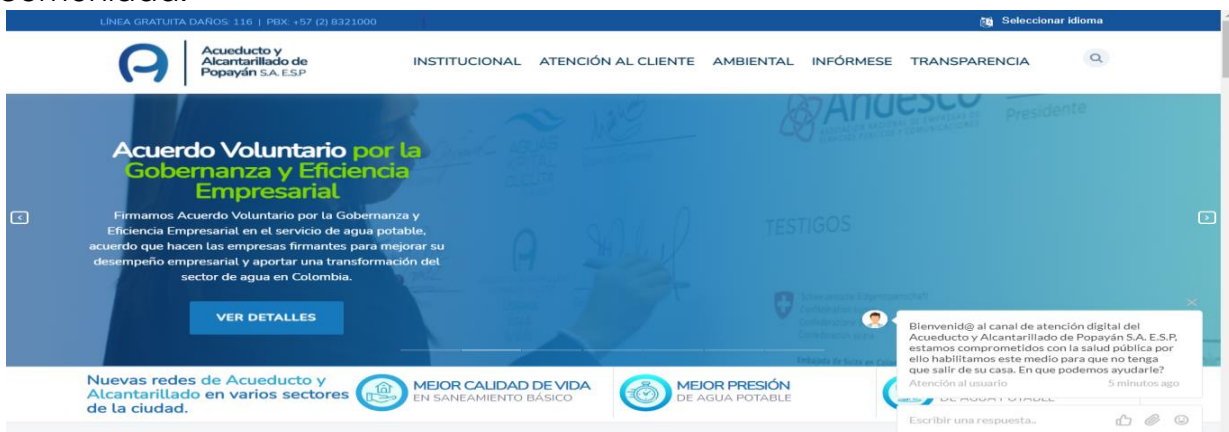 comunidad.
LÍNEA GRATUITA DAÑOS: 116 | PBX: +57 (2) 8321000
Seleccionar idioma
Acueducto y
Alcantarillado de
Popayán S.A. E.S.P
INSTITUCIONAL ATENCIÓN AL CLIENTE AMBIENTAL INFÓRMESE TRANSPARENCIA
Andesco
Presidente
Acuerdo Voluntario por la
Gobernanza y Eficiencia
Empresarial
Firmamos Acuerdo Voluntario por la Gobernanza y
Eficiencia Empresarial en el servicio de agua potable,
acuerdo que hacen las empresas firmantes para mejorar su
desempeño empresarial y aportar una transformación del
sector de agua en Colombia.
VER DETALLES
TESTIGOS
Bienvenid@ al canal de atención digital del
Acueducto y Alcantarillado de Popayán S.A. E.S.P,
estamos comprometidos con la salud pública por
ello habilitamos este medio para que no tenga
que salir de su casa. En que podemos ayudarle?
Atención al usuario 5 minutos ago
Escribir una respuesta..
Nuevas redes de Acueducto y
Alcantarillado en varios sectores
de la ciudad.
MEJOR CALIDAD DE VIDA
EN SANEAMIENTO BÁSICO
MEJOR PRESIÓN
DE AGUA POTABLE
DE AGUA POTABLE